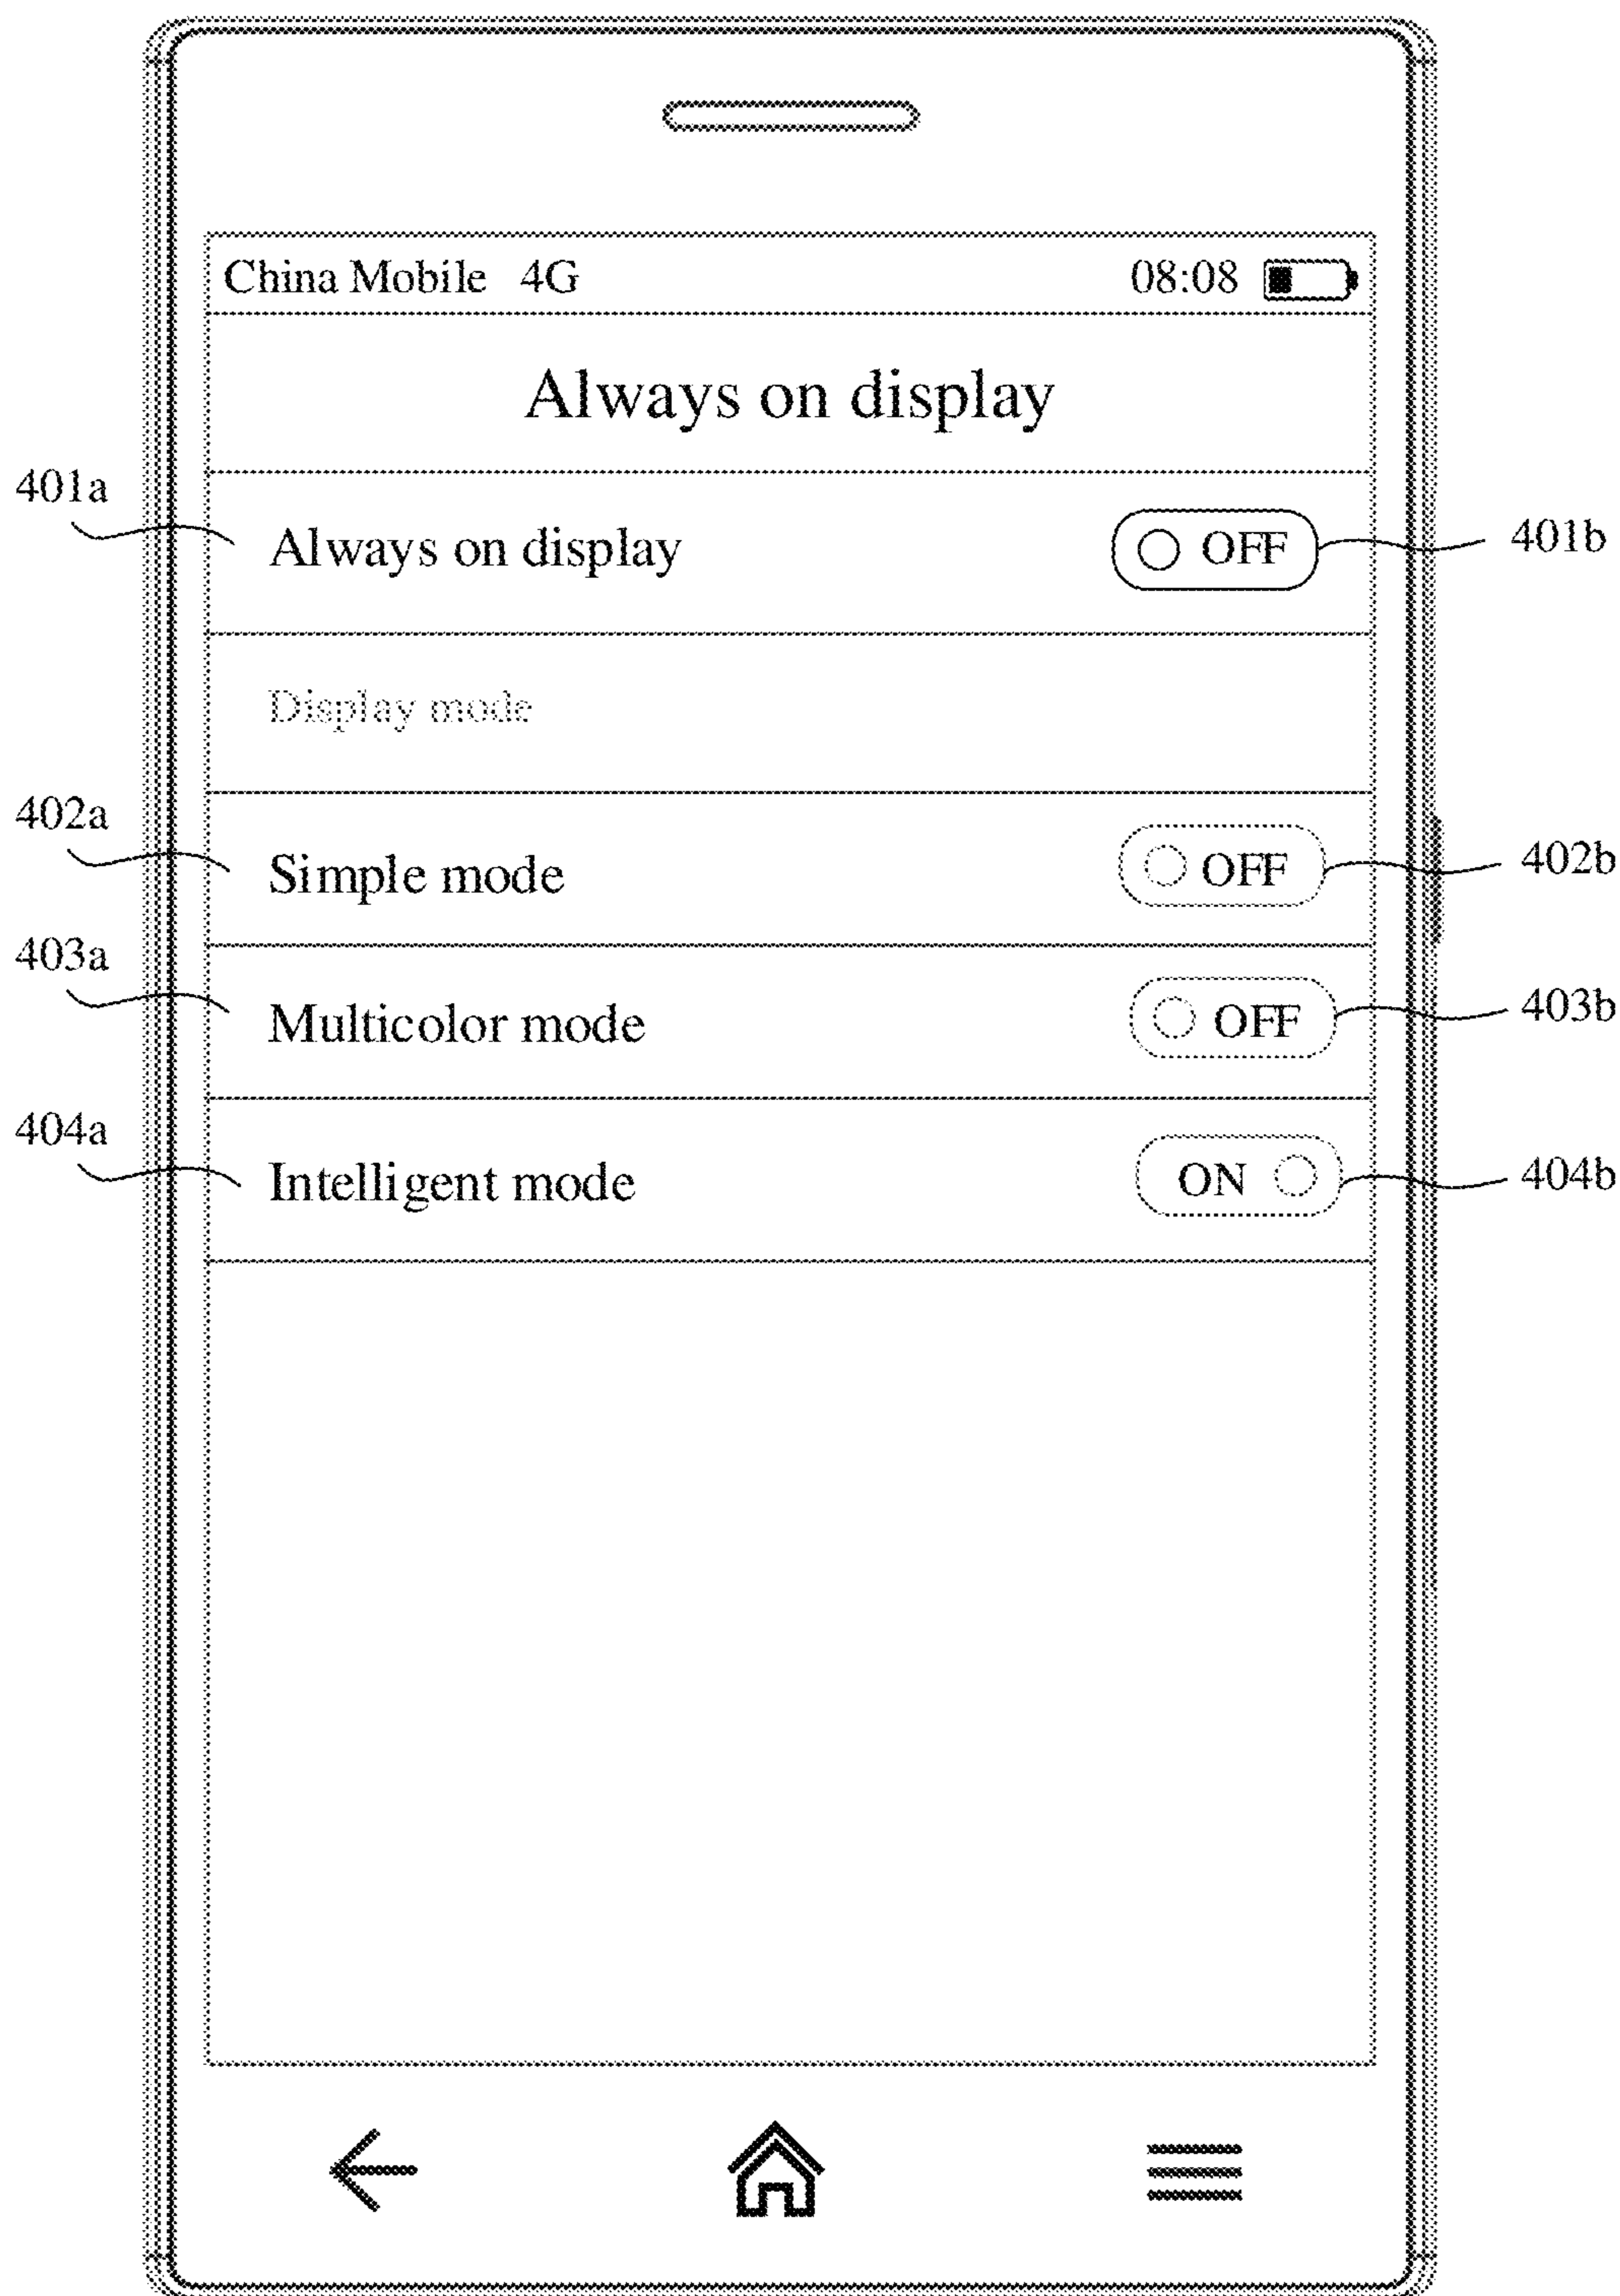 China Mobile 4G 08:08
Always on display
401a Always on display OFF 401b
Display mode
402a Simple mode OFF 402b
403a Multicolor mode OFF 403b
404a Intelligent mode ON 404b